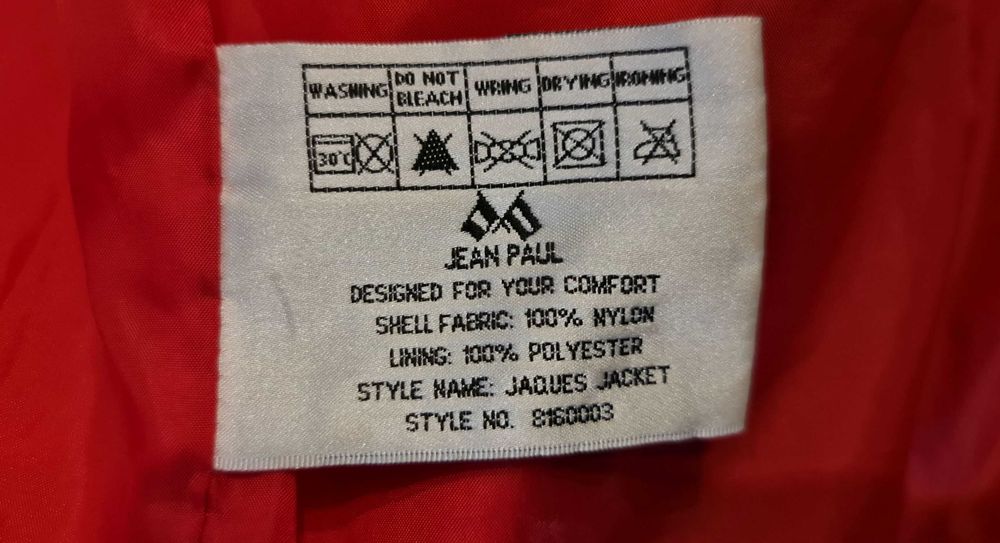 WASHING DO NOT BLEACH WRING DRYING IRONING
30°C
JEAN PAUL
DESIGNED FOR YOUR COMFORT
SHELL FABRIC: 100% NYLON
LINING: 100% POLYESTER
STYLE NAME: JAQUES JACKET
STYLE NO. 8160003